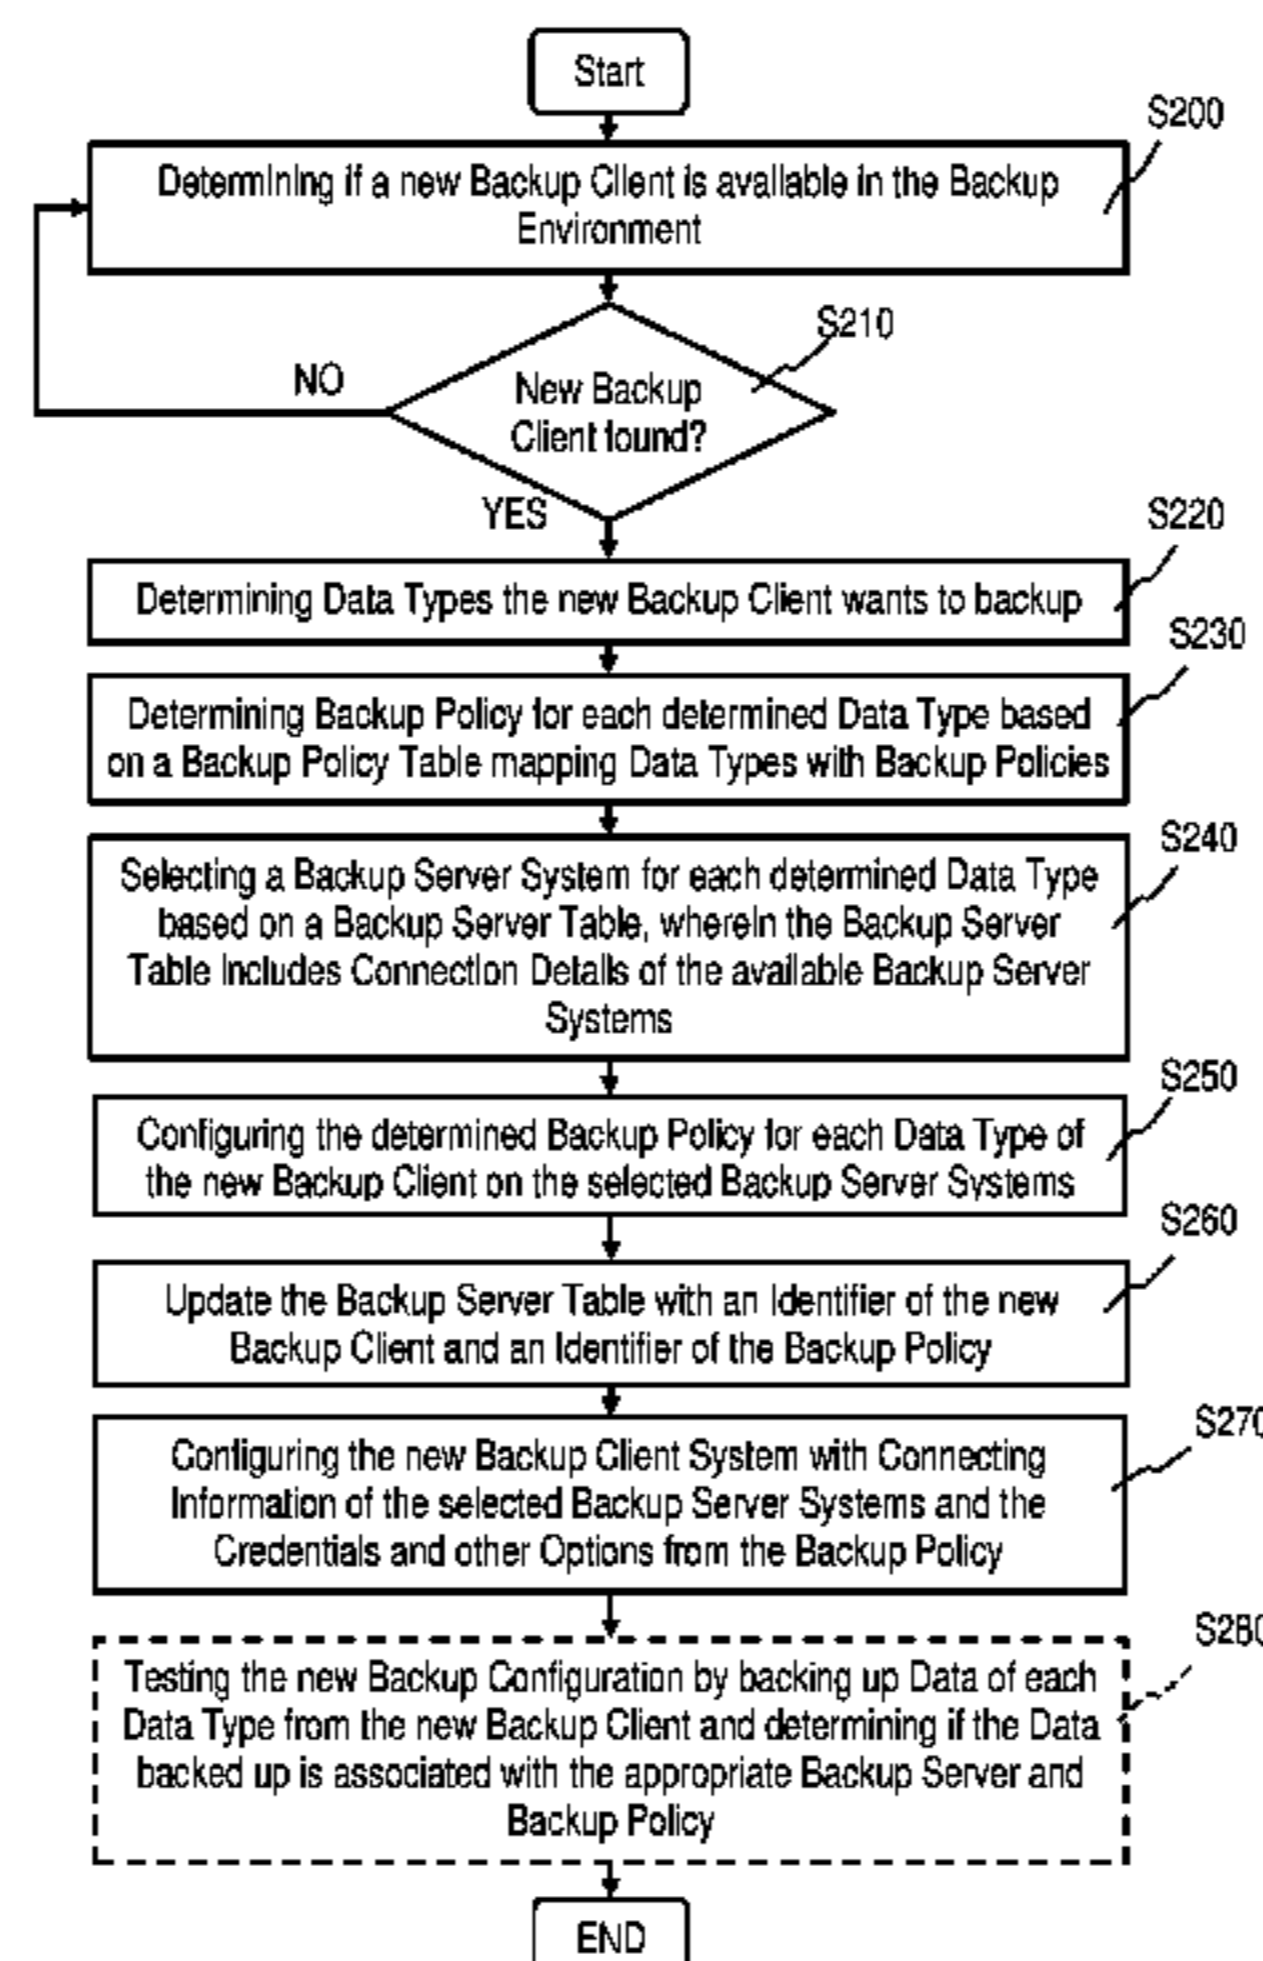 Start
S200
Determining if a new Backup Client is available in the Backup
Environment
S210
NO
New Backup
Client found?
YES
S220
Determining Data Types the new Backup Client wants to backup
S230
Determining Backup Policy for each determined Data Type based
on a Backup Policy Table mapping Data Types with Backup Policies
S240
Selecting a Backup Server System for each determined Data Type
based on a Backup Server Table, wherein the Backup Server
Table Includes Connection Details of the available Backup Server
Systems
S250
Configuring the determined Backup Policy for each Data Type of
the new Backup Client on the selected Backup Server Systems
S260
Update the Backup Server Table with an Identifier of the new
Backup Client and an Identifier of the Backup Policy
S270
Configuring the new Backup Client System with Connecting
Information of the selected Backup Server Systems and the
Credentials and other Options from the Backup Policy
S280
Testing the new Backup Configuration by backing up Data of each
Data Type from the new Backup Client and determining if the Data
backed up is associated with the appropriate Backup Server and
Backup Policy
END